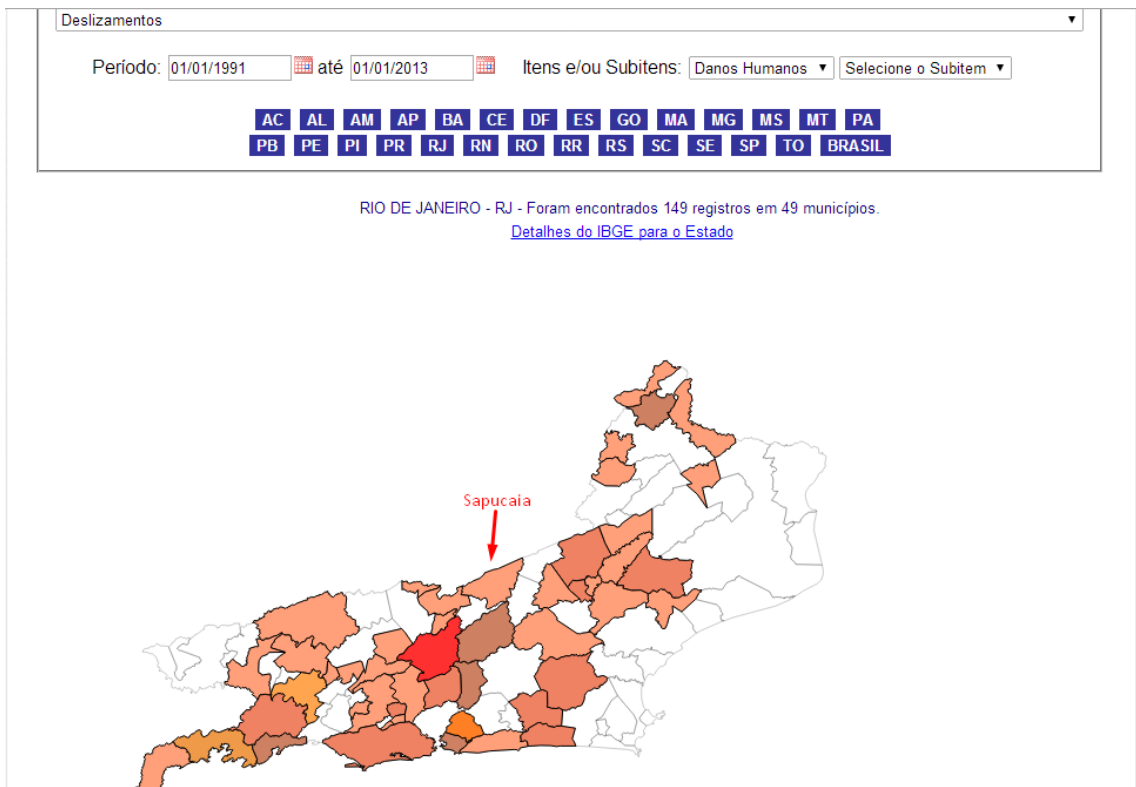 Deslizamentos
Período: 01/01/1991 até 01/01/2013 Itens e/ou Subitens: Danos Humanos Selecione o Subitem
AC AL AM AP BA CE DF ES GO MA MG MS MT PA
PB PE PI PR RJ RN RO RR RS SC SE SP TO BRASIL
RIO DE JANEIRO - RJ - Foram encontrados 149 registros em 49 municípios.
Detalhes do IBGE para o Estado
Sapucaia